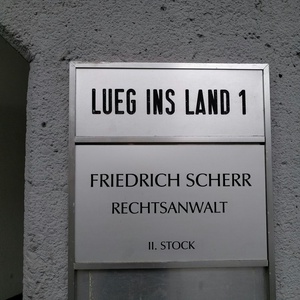 LUEG INS LAND 1
FRIEDRICH SCHERR
RECHTSANWALT
II. STOCK